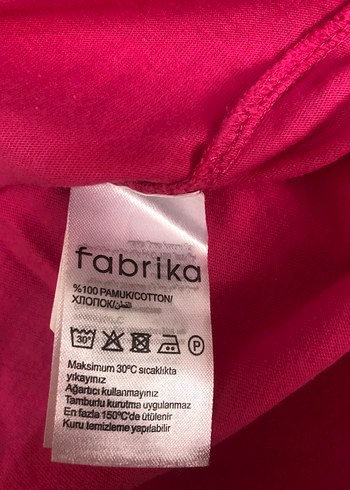 fabrika
%100 PAMUK/COTTON/
ХЛОПОК/القطن
30°
P
Maksimum 30°C sıcaklıkta
yıkayınız
Ağartıcı kullanmayınız
Tamburlu kurutma uygulanmaz
En fazla 150°C'de ütülenir
Kuru temizleme yapılabilir